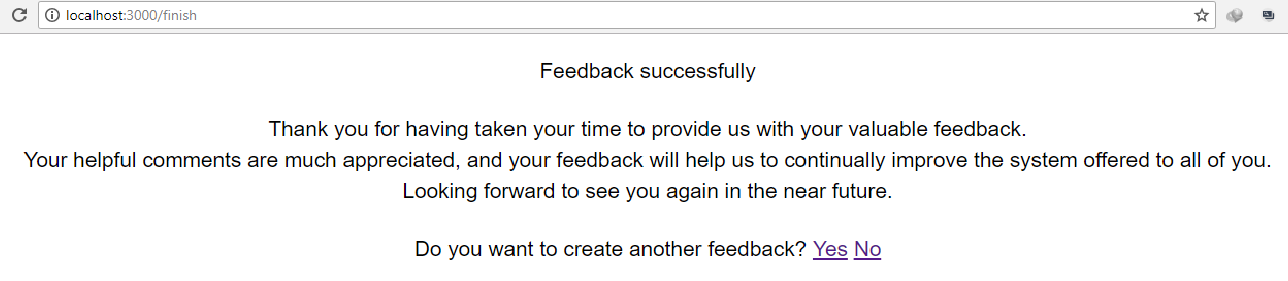 localhost:3000/finish
Feedback successfully
Thank you for having taken your time to provide us with your valuable feedback.
Your helpful comments are much appreciated, and your feedback will help us to continually improve the system offered to all of you.
Looking forward to see you again in the near future.
Do you want to create another feedback? Yes No